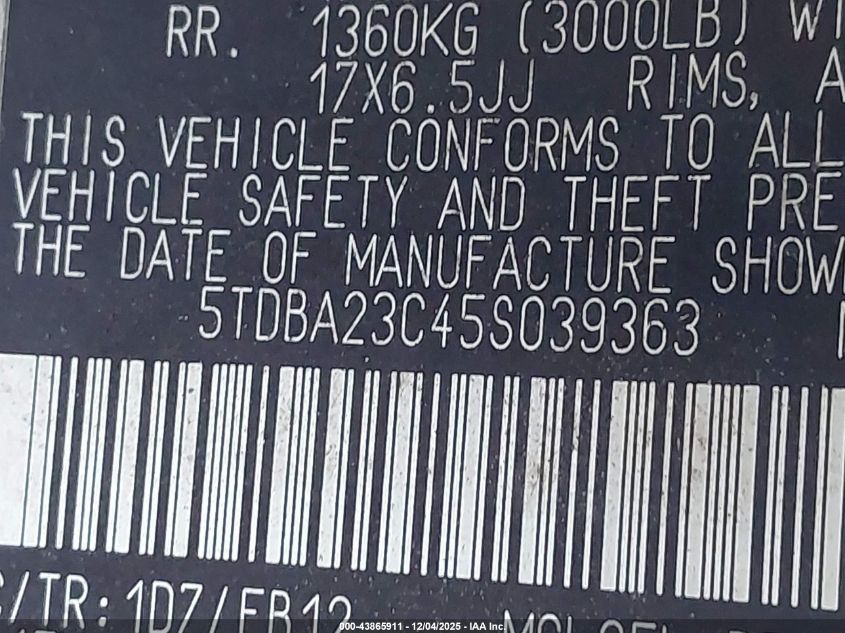 RR. 1360KG (3000LB) WI
17X6.5JJ RIMS, A
THIS VEHICLE CONFORMS TO ALL
VEHICLE SAFETY AND THEFT PRE
THE DATE OF MANUFACTURE SHOW
5TDBA23C45S039363
C/TR: 1D7/FB12
000-43865911 - 12/04/2025 - IAA Inc.